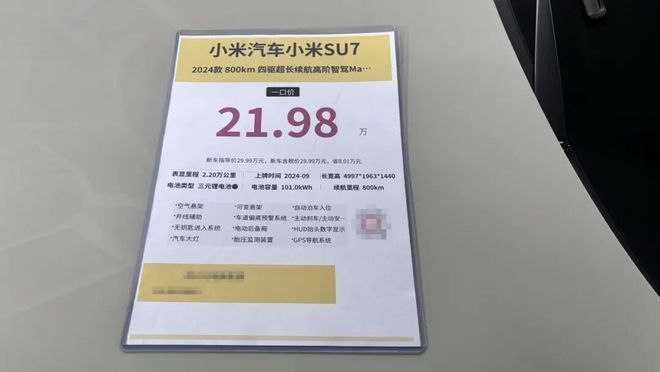 小米汽车小米SU7
2024款 800km 四驱超长续航高阶智驾Ma…
一口价
21.98 万
新车指导价29.99万元，新车含税价29.99万元，省8.01万元
表显里程 2.20万公里 上牌时间 2024-09 长宽高 4997*1963*1440
电池类型 三元锂电池 电池容量 101.0kWh 续航里程 800km
*空气悬架 *可变悬架 *自动泊车入位
*并线辅助 *车道偏离预警系统 *主动刹车/主动安…
*无钥匙进入系统 *电动后备厢 *HUD抬头数字显示
*汽车大灯 *胎压监测装置 *GPS导航系统